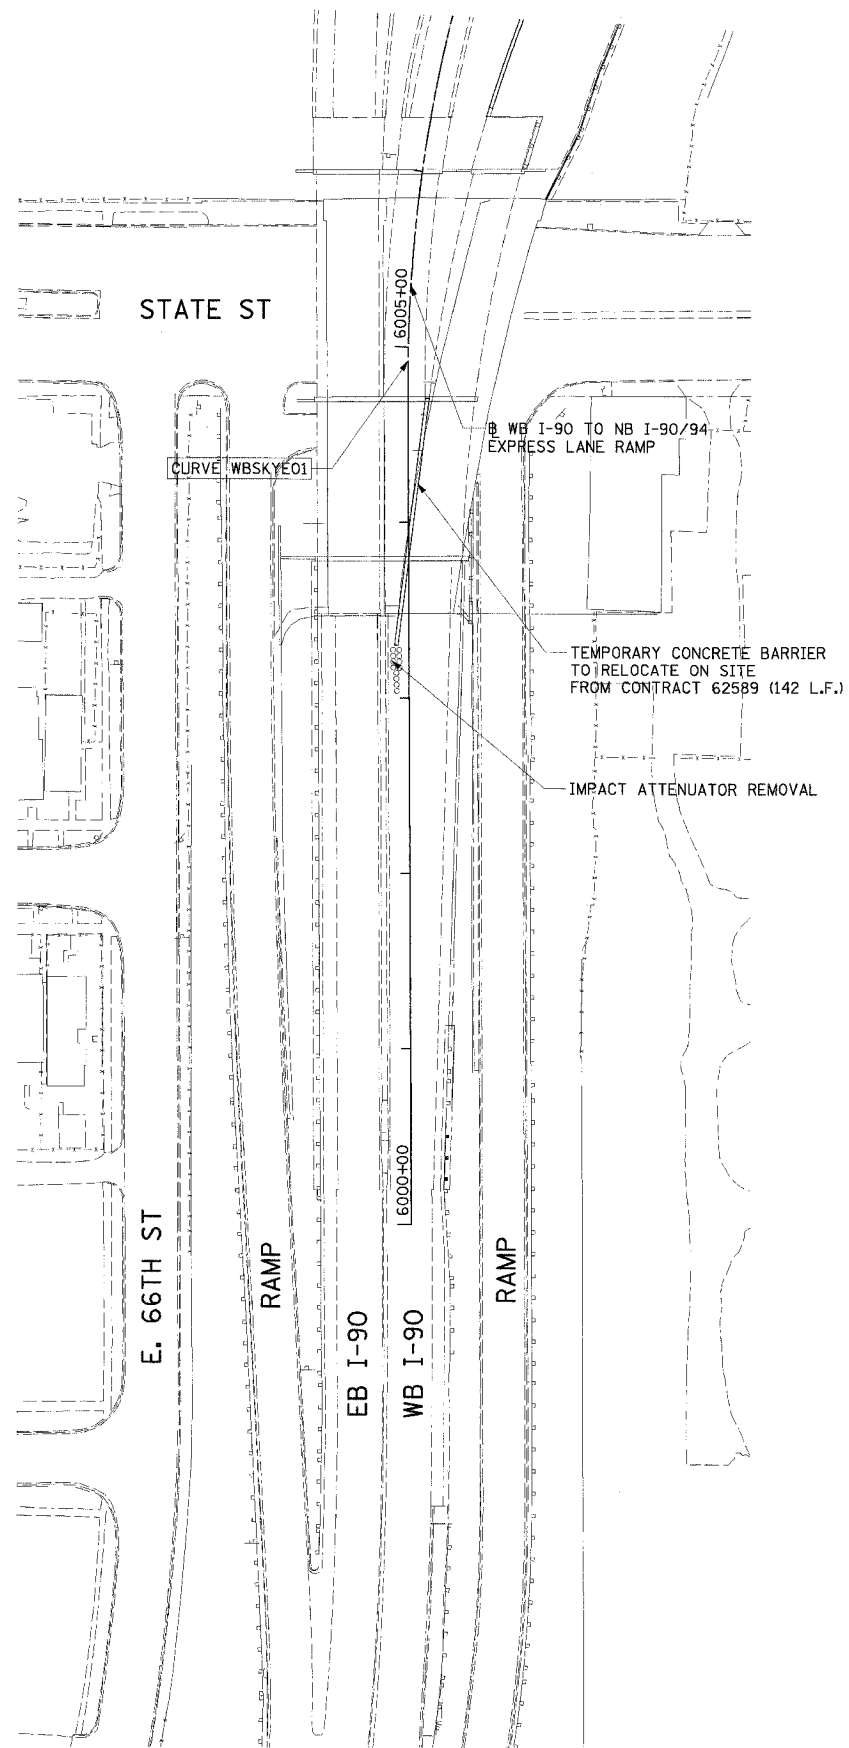 STATE ST
6005+00
℄ WB I-90 TO NB I-90/94
EXPRESS LANE RAMP
CURVE WBSKYE01
TEMPORARY CONCRETE BARRIER
TO RELOCATE ON SITE
FROM CONTRACT 62589 (142 L.F.)
IMPACT ATTENUATOR REMOVAL
6000+00
E. 66TH ST
RAMP
EB I-90
WB I-90
RAMP